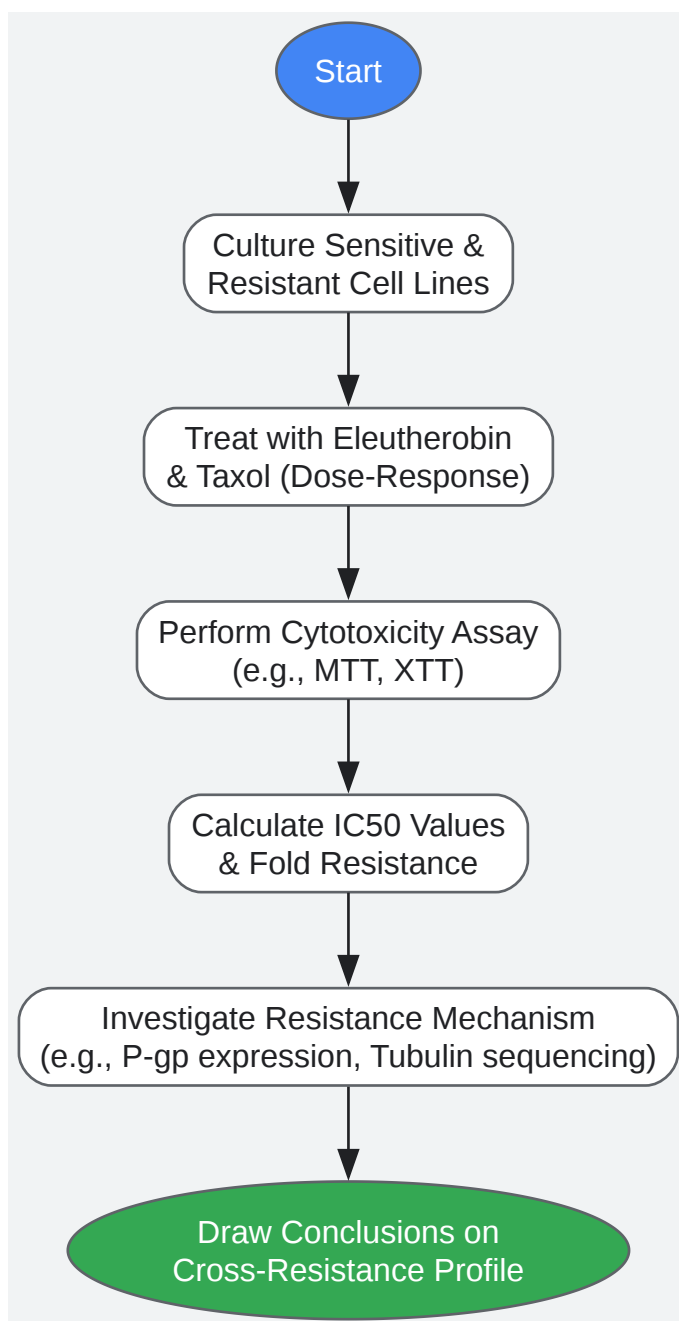 Start
Culture Sensitive &
Resistant Cell Lines
Treat with Eleutherobin
& Taxol (Dose-Response)
Perform Cytotoxicity Assay
(e.g., MTT, XTT)
Calculate IC50 Values
& Fold Resistance
Investigate Resistance Mechanism
(e.g., P-gp expression, Tubulin sequencing)
Draw Conclusions on
Cross-Resistance Profile